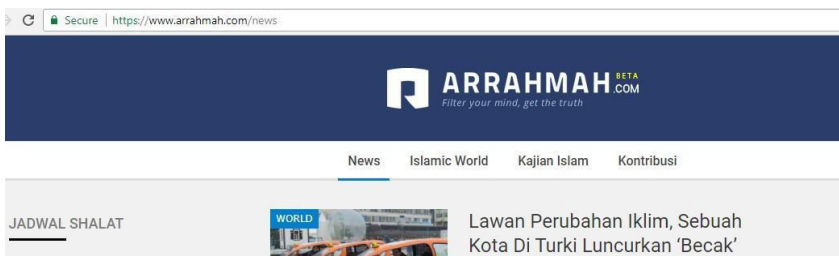 Secure | https://www.arrahmah.com/news
ARRAHMAH.COM BETA
Filter your mind, get the truth
News Islamic World Kajian Islam Kontribusi
JADWAL SHALAT
WORLD
Lawan Perubahan Iklim, Sebuah
Kota Di Turki Luncurkan ‘Becak’